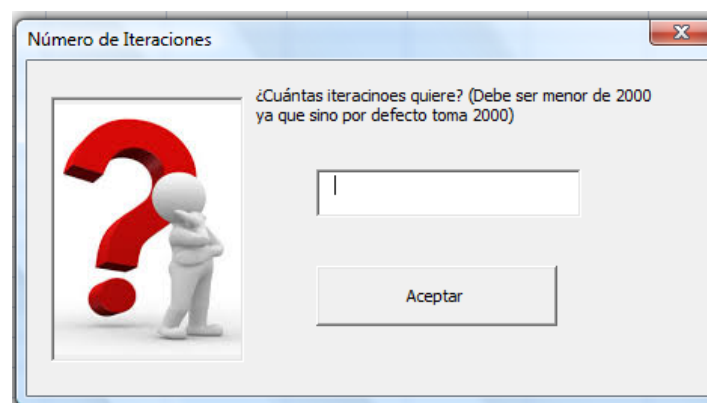 Número de Iteraciones
¿Cuántas iteracinoes quiere? (Debe ser menor de 2000
ya que sino por defecto toma 2000)
Aceptar